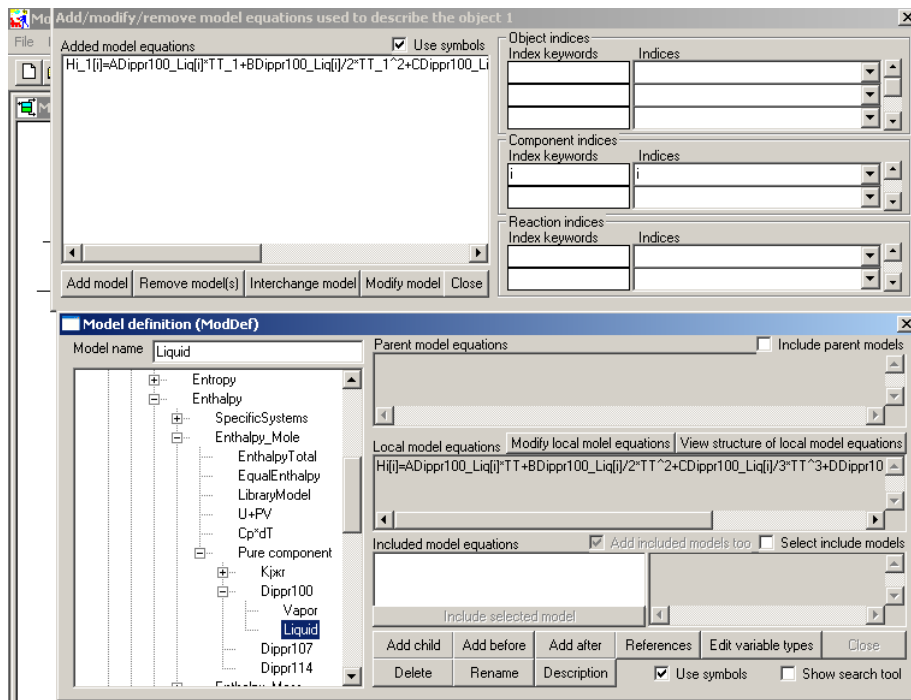 Mo
Add/modify/remove model equations used to describe the object 1
File
Added model equations
Use symbols
Hi_1[i]=ADippr100_Liq[i]*TT_1+BDippr100_Liq[i]/2*TT_1^2+CDippr100_Li
Add model
Remove model(s)
Interchange model
Modify model
Close
Object indices
Index keywords
Indices
Component indices
Index keywords
Indices
i
i
Reaction indices
Index keywords
Indices
M
Model definition (ModDef)
Model name
Liquid
Entropy
Enthalpy
SpecificSystems
Enthalpy_Mole
EnthalpyTotal
EqualEnthalpy
LibraryModel
U+PV
Cp*dT
Pure component
Dippr100
Vapor
Liquid
Dippr107
Dippr114
Enthalpy_Mass
Parent model equations
Include parent models
Local model equations
Modify local molel equations
View structure of local model equations
Hi[i]=ADippr100_Liq[i]*TT+BDippr100_Liq[i]/2*TT^2+CDippr100_Liq[i]/3*TT^3+DDippr10
Included model equations
Add included models too
Select include models
Include selected model
Add child
Add before
Add after
References
Edit variable types
Close
Delete
Rename
Description
Use symbols
Show search tool